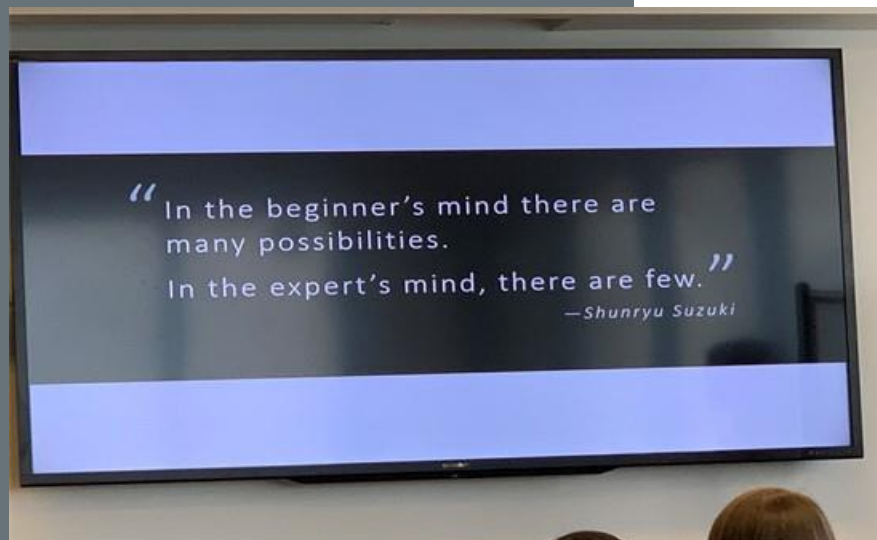 “In the beginner’s mind there are
many possibilities.
In the expert’s mind, there are few.”
—Shunryu Suzuki